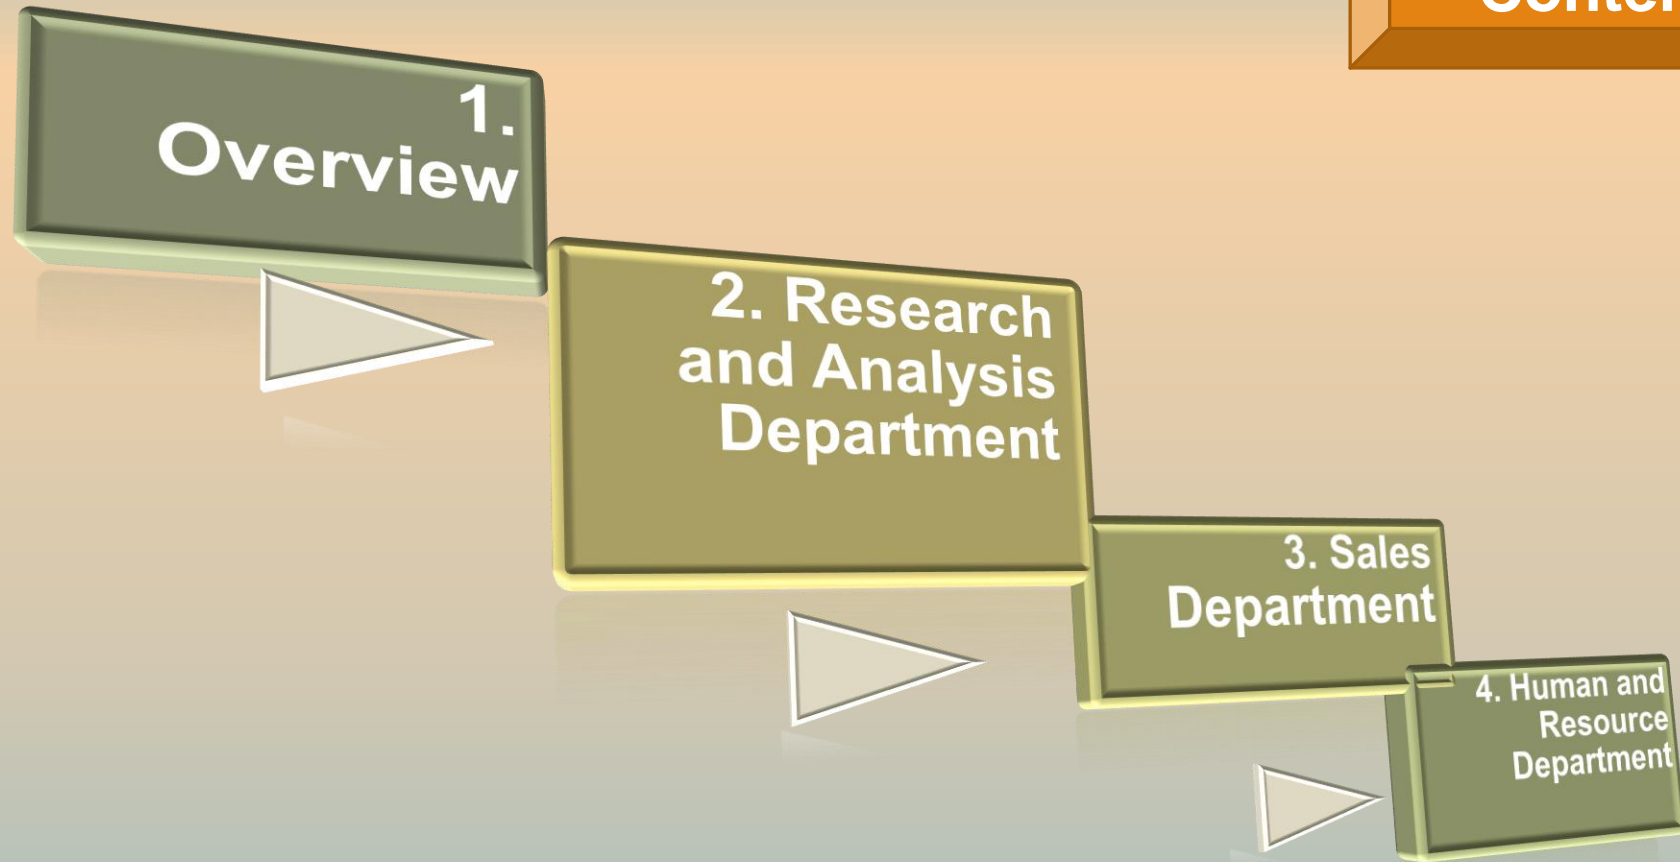 1.
Overview
2. Research
and Analysis
Department
3. Sales
Department
4. Human and
Resource
Department